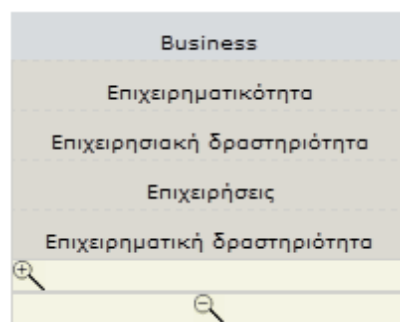 Business
Επιχειρηματικότητα
Επιχειρησιακή δραστηριότητα
Επιχειρήσεις
Επιχειρηματική δραστηριότητα